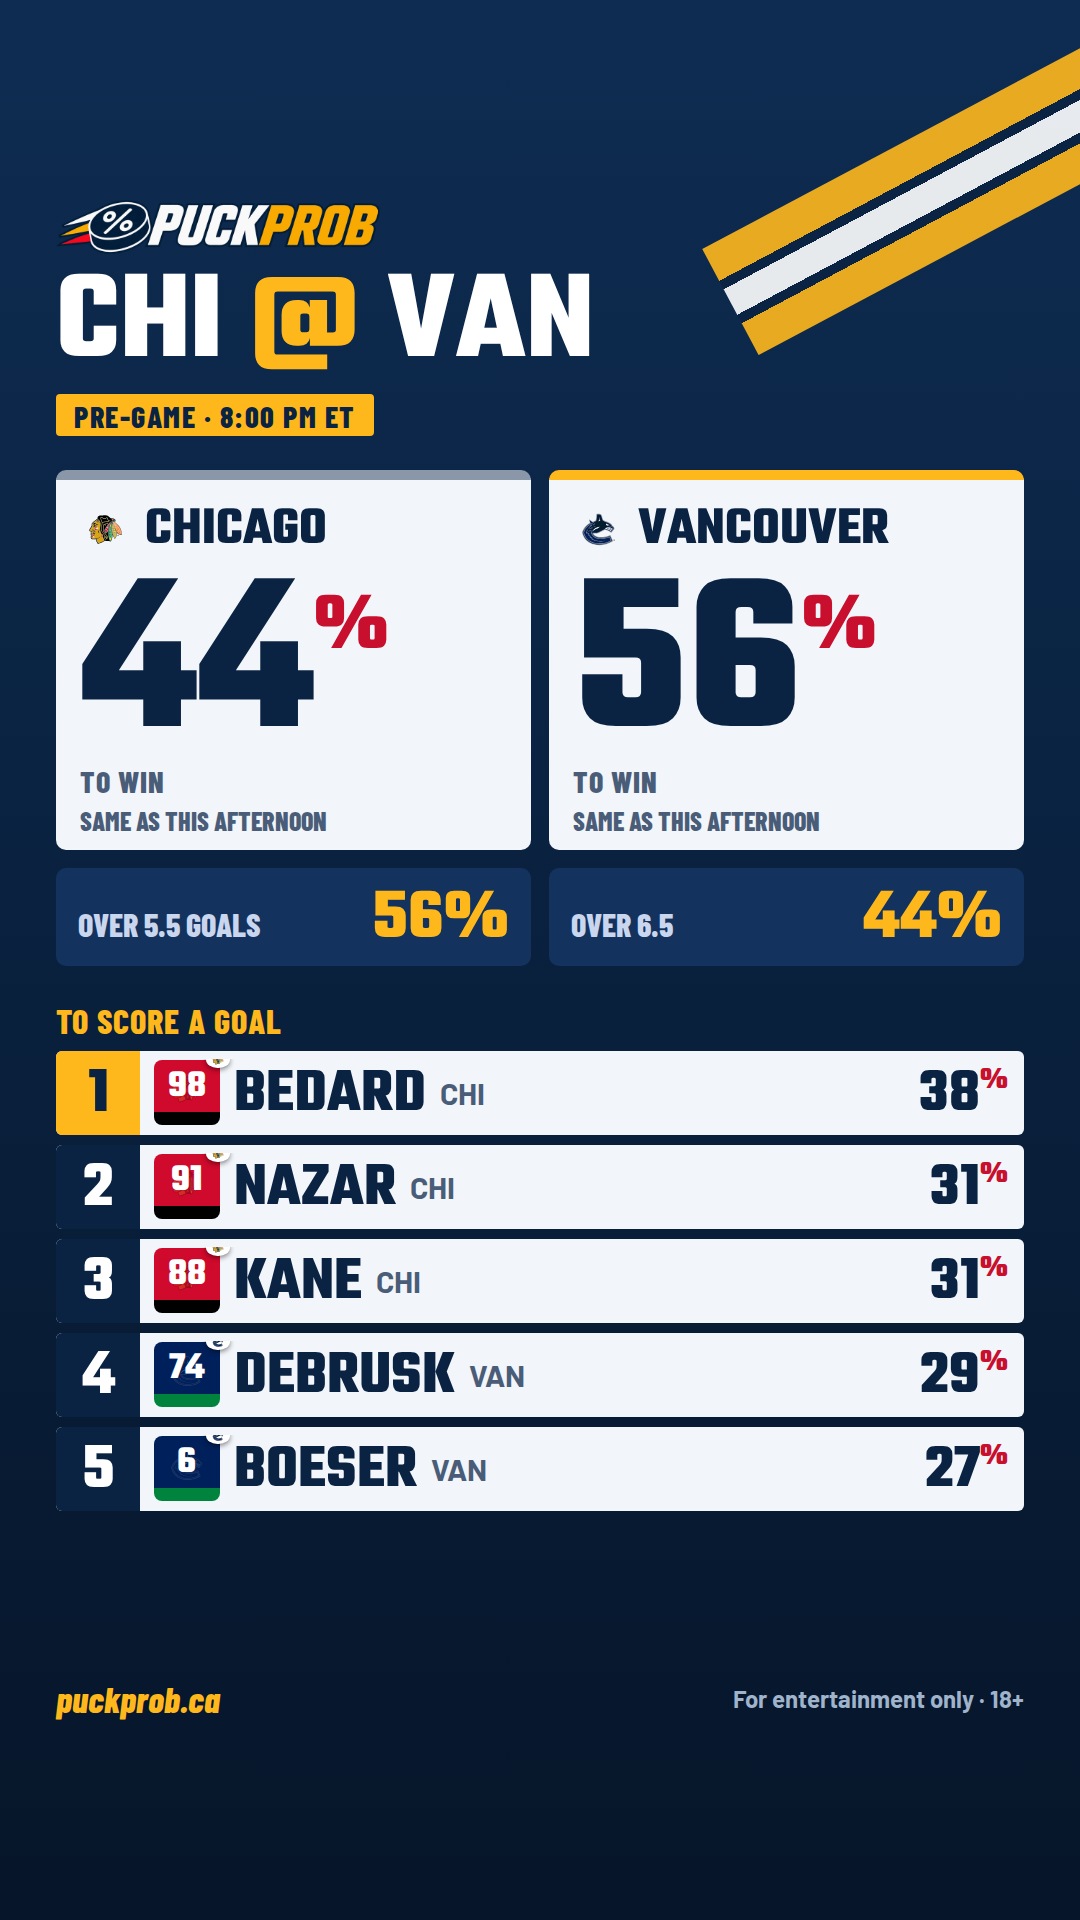 % PUCKPROB
CHI @ VAN
PRE-GAME · 8:00 PM ET
CHICAGO
44%
TO WIN
SAME AS THIS AFTERNOON
VANCOUVER
56%
TO WIN
SAME AS THIS AFTERNOON
OVER 5.5 GOALS 56%
OVER 6.5 44%
TO SCORE A GOAL
1 98 BEDARD CHI 38%
2 91 NAZAR CHI 31%
3 88 KANE CHI 31%
4 74 DEBRUSK VAN 29%
5 6 BOESER VAN 27%
puckprob.ca
For entertainment only · 18+